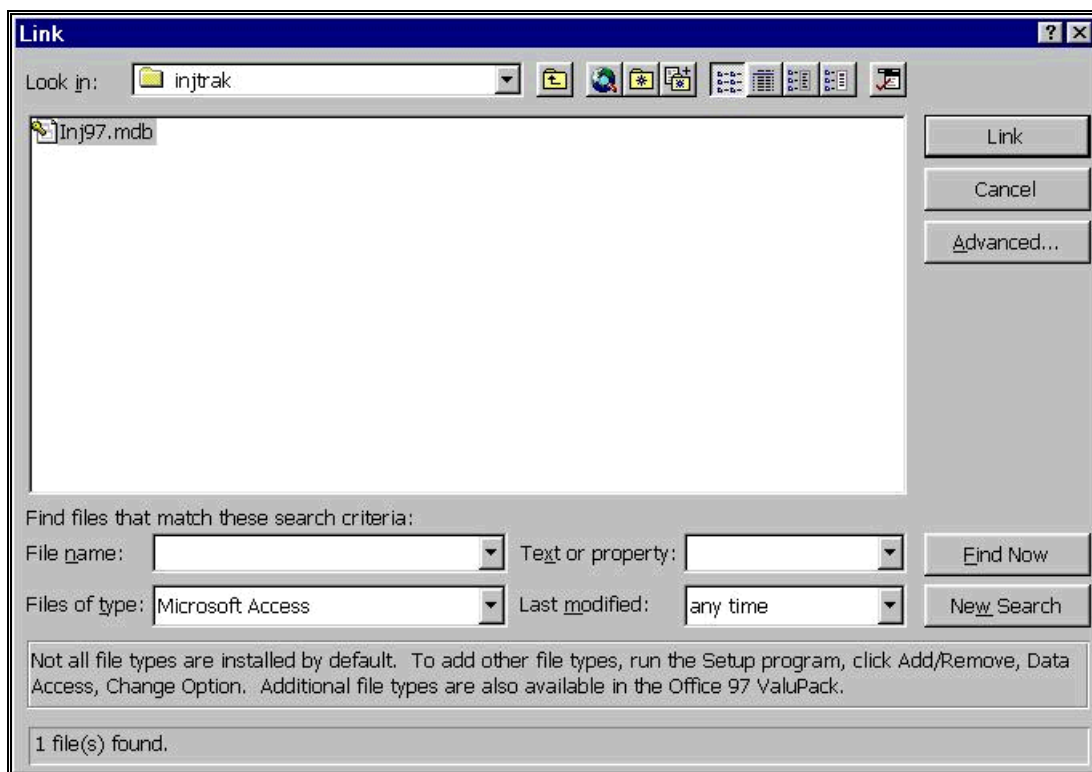 Link
Look in: injtrak
Inj97.mdb
Link
Cancel
Advanced...
Find files that match these search criteria:
File name: Text or property: Find Now
Files of type: Microsoft Access Last modified: any time New Search
Not all file types are installed by default. To add other file types, run the Setup program, click Add/Remove, Data
Access, Change Option. Additional file types are also available in the Office 97 ValuPack.
1 file(s) found.